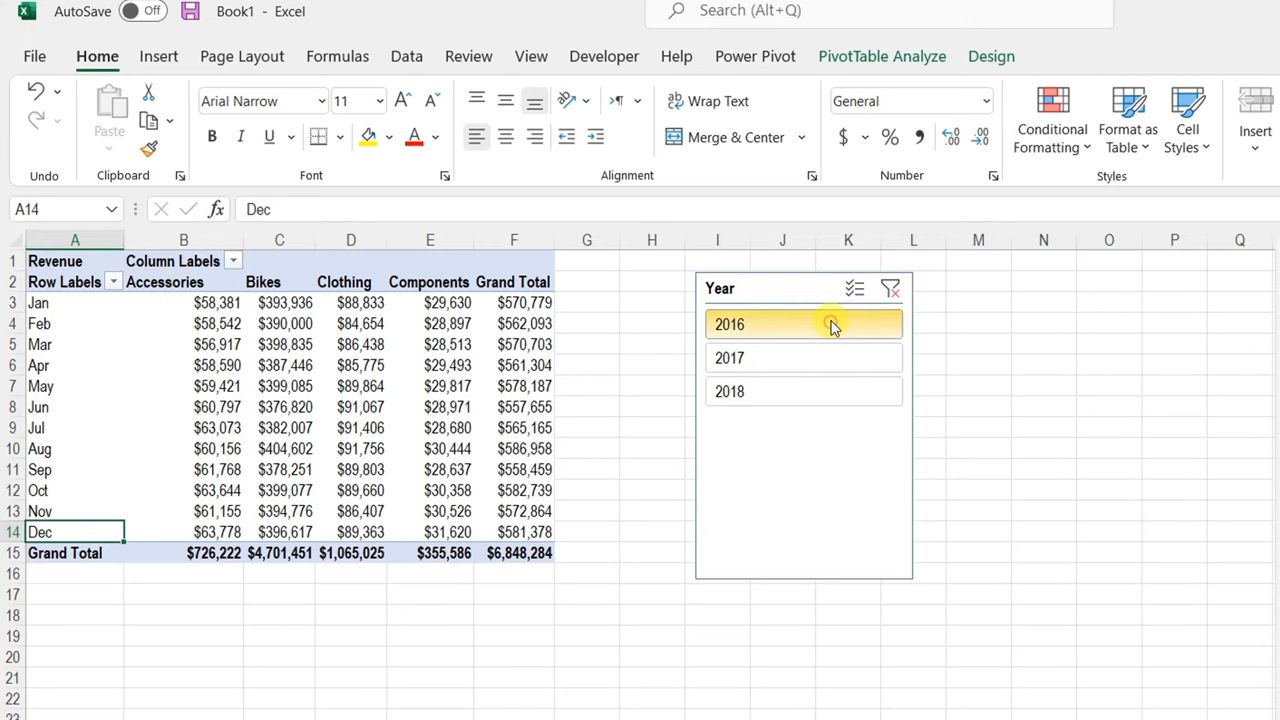 AutoSave Off Book1 - Excel Search (Alt+Q)
File Home Insert Page Layout Formulas Data Review View Developer Help Power Pivot PivotTable Analyze Design
Paste Arial Narrow 11 Wrap Text General Conditional Formatting Format as Table Cell Styles Insert
B I U A Merge & Center $ % ,
Undo Clipboard Font Alignment Number Styles
A14 fx Dec
A B C D E F G H I J K L M N O P Q
1 Revenue Column Labels
2 Row Labels Accessories Bikes Clothing Components Grand Total
3 Jan $58,381 $393,936 $88,833 $29,630 $570,779
4 Feb $58,542 $390,000 $84,654 $28,897 $562,093
5 Mar $56,917 $398,835 $86,438 $28,513 $570,703
6 Apr $58,590 $387,446 $85,775 $29,493 $561,304
7 May $59,421 $399,085 $89,864 $29,817 $578,187
8 Jun $60,797 $376,820 $91,067 $28,971 $557,655
9 Jul $63,073 $382,007 $91,406 $28,680 $565,165
10 Aug $60,156 $404,602 $91,756 $30,444 $586,958
11 Sep $61,768 $378,251 $89,803 $28,637 $558,459
12 Oct $63,644 $399,077 $89,660 $30,358 $582,739
13 Nov $61,155 $394,776 $86,407 $30,526 $572,864
14 Dec $63,778 $396,617 $89,363 $31,620 $581,378
15 Grand Total $726,222 $4,701,451 $1,065,025 $355,586 $6,848,284
16
17
18
19
20
21
22
23
Year
2016
2017
2018